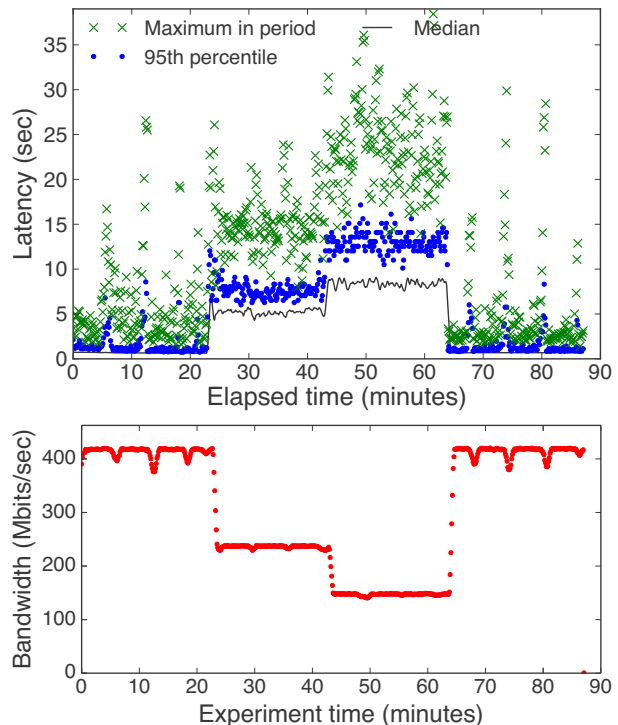 Maximum in period
Median
95th percentile
Latency (sec)
35
30
25
20
15
10
5
0
0 10 20 30 40 50 60 70 80 90
Elapsed time (minutes)
Bandwidth (Mbits/sec)
400
300
200
100
0
0 10 20 30 40 50 60 70 80 90
Experiment time (minutes)